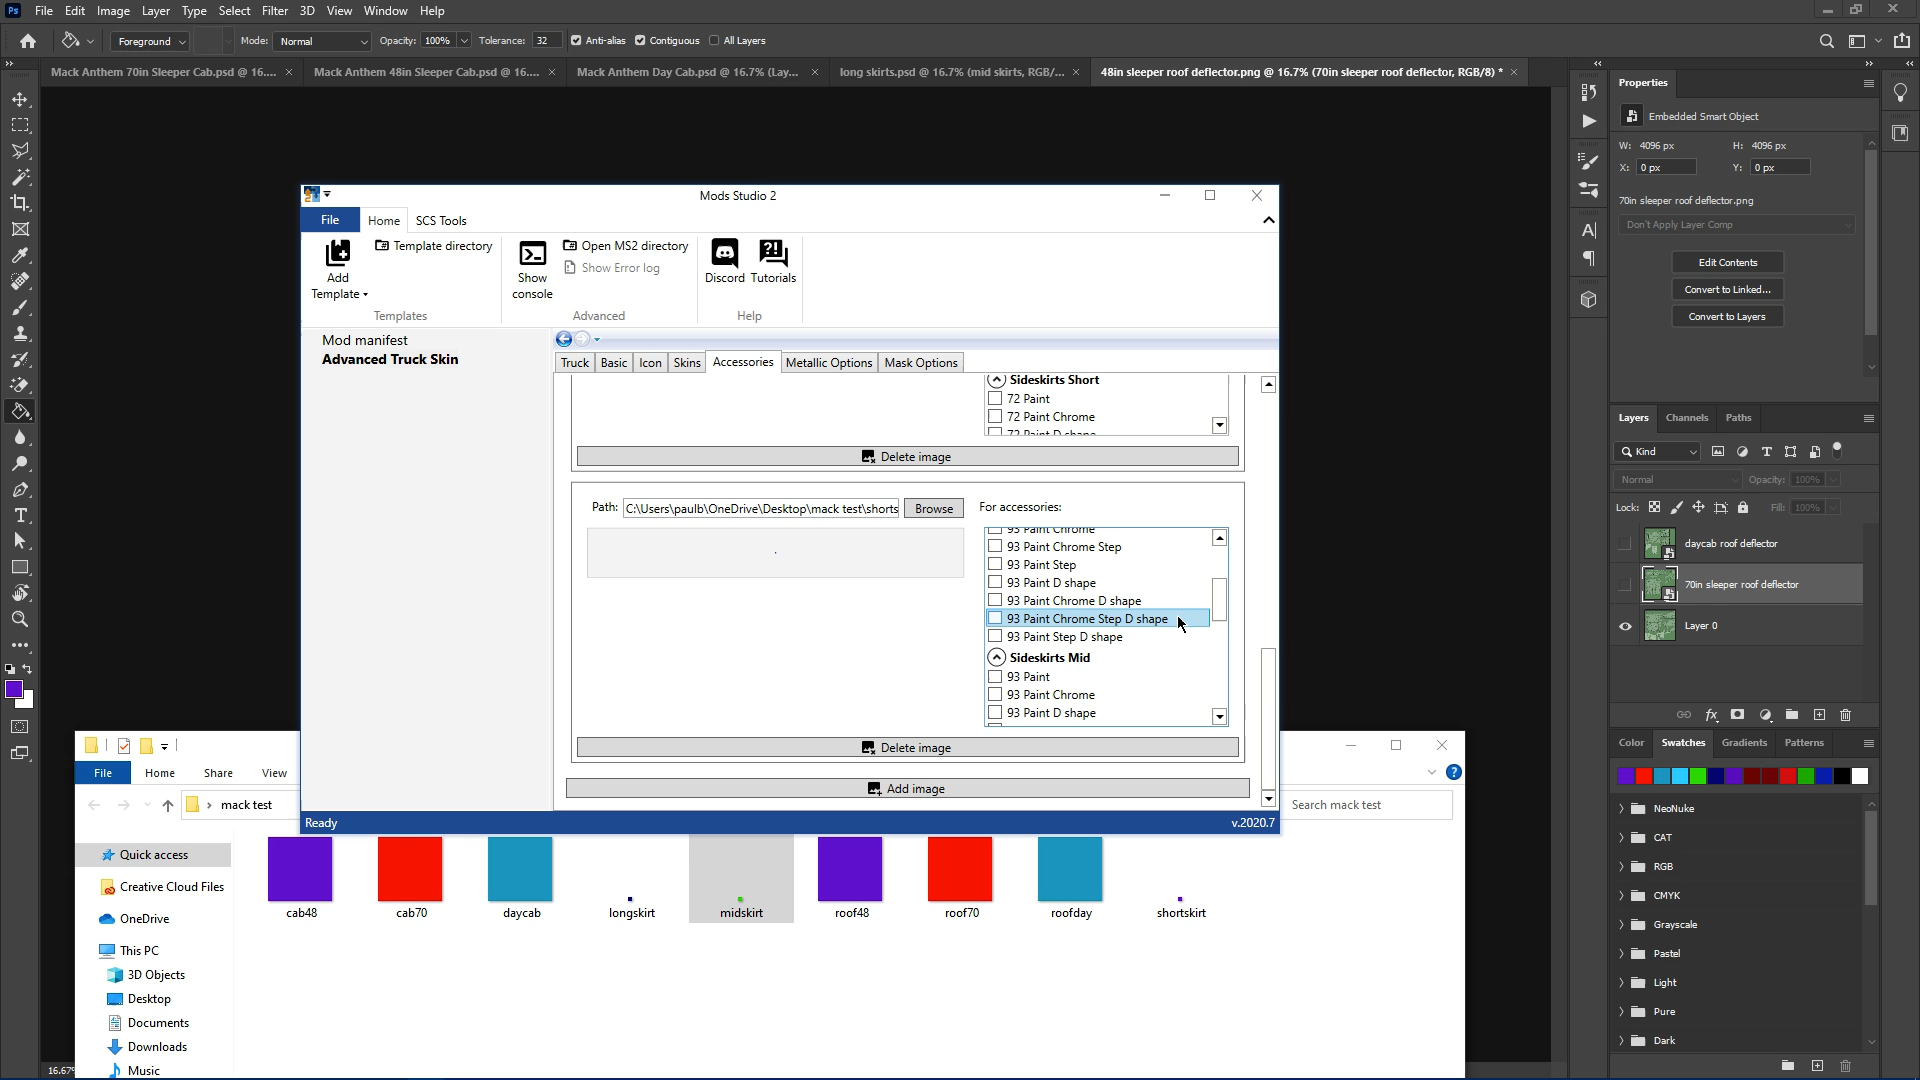 Ps File Edit Image Layer Type Select Filter 3D View Window Help
Foreground Mode: Normal Opacity: 100% Tolerance: 32 Anti-alias Contiguous All Layers
Mack Anthem 70in Sleeper Cab.psd @ 16.... × Mack Anthem 48in Sleeper Cab.psd @ 16.... × Mack Anthem Day Cab.psd @ 16.7% (Lay... × long skirts.psd @ 16.7% (mid skirts, RGB/... × 48in sleeper roof deflector.png @ 16.7% (70in sleeper roof deflector, RGB/8) * ×
Properties
Embedded Smart Object
W: 4096 px H: 4096 px
X: 0 px Y: 0 px
70in sleeper roof deflector.png
Don't Apply Layer Comp
Edit Contents
Convert to Linked...
Convert to Layers
Layers Channels Paths
Kind
Normal Opacity: 100%
Lock: Fill: 100%
daycab roof deflector
70in sleeper roof deflector
Layer 0
fx
Color Swatches Gradients Patterns
NeoNuke
CAT
RGB
CMYK
Grayscale
Pastel
Light
Pure
Dark
Mods Studio 2
File Home SCS Tools
Add Template
Template directory
Templates
Show console
Open MS2 directory
Show Error log
Advanced
Discord Tutorials
Help
Mod manifest
Advanced Truck Skin
Truck Basic Icon Skins Accessories Metallic Options Mask Options
Sideskirts Short
72 Paint
72 Paint Chrome
72 Paint D shape
Delete image
Path: C:\Users\paulb\OneDrive\Desktop\mack test\shorts Browse For accessories:
93 Paint Chrome
93 Paint Chrome Step
93 Paint Step
93 Paint D shape
93 Paint Chrome D shape
93 Paint Chrome Step D shape
93 Paint Step D shape
Sideskirts Mid
93 Paint
93 Paint Chrome
93 Paint D shape
Delete image
Add image
Ready v.2020.7
File Home Share View
mack test
Search mack test
Quick access
Creative Cloud Files
OneDrive
This PC
3D Objects
Desktop
Documents
Downloads
Music
cab48 cab70 daycab longskirt midskirt roof48 roof70 roofday shortskirt
16.67%